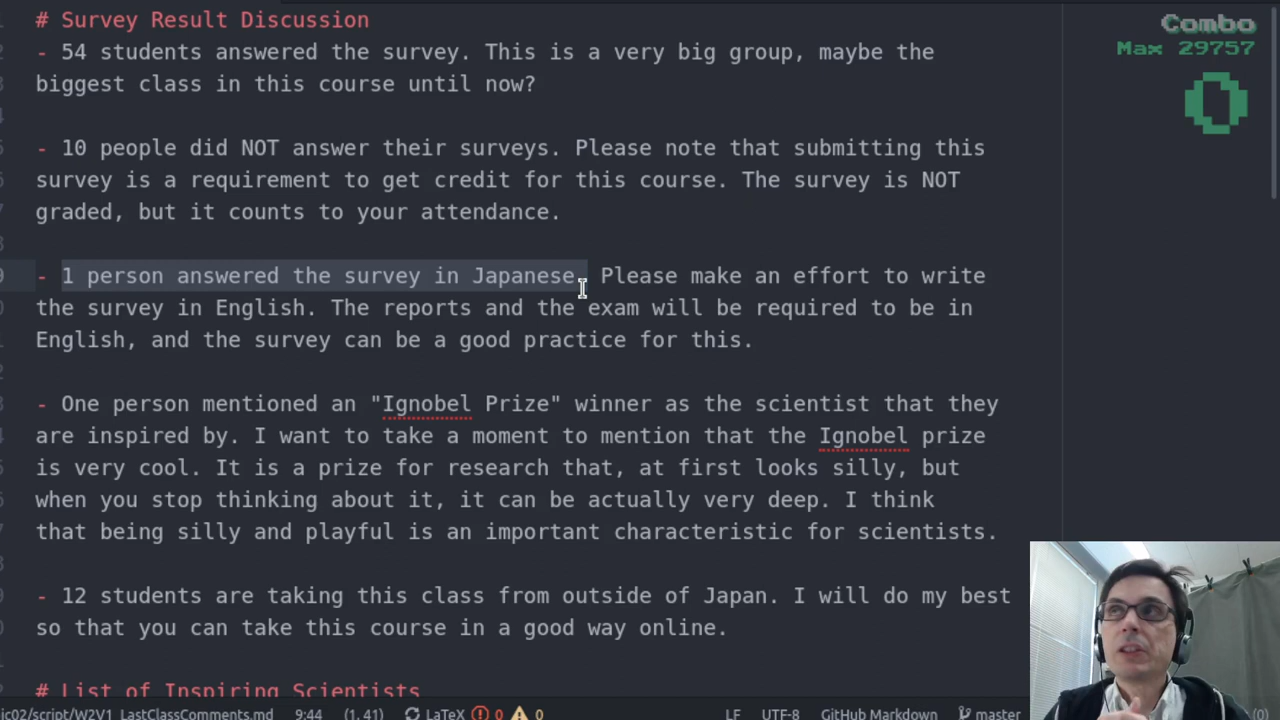 # Survey Result Discussion
- 54 students answered the survey. This is a very big group, maybe the
biggest class in this course until now?
- 10 people did NOT answer their surveys. Please note that submitting this
survey is a requirement to get credit for this course. The survey is NOT
graded, but it counts to your attendance.
- 1 person answered the survey in Japanese. Please make an effort to write
the survey in English. The reports and the exam will be required to be in
English, and the survey can be a good practice for this.
- One person mentioned an "Ignobel Prize" winner as the scientist that they
are inspired by. I want to take a moment to mention that the Ignobel prize
is very cool. It is a prize for research that, at first looks silly, but
when you stop thinking about it, it can be actually very deep. I think
that being silly and playful is an important characteristic for scientists.
- 12 students are taking this class from outside of Japan. I will do my best
so that you can take this course in a good way online.
# List of Inspiring Scientists
Combo
Max 29757
0
ic02/script/W2V1_LastClassComments.md 9:44 (1, 41) LaTeX 0 0 LF UTF-8 GitHub Markdown master (0)